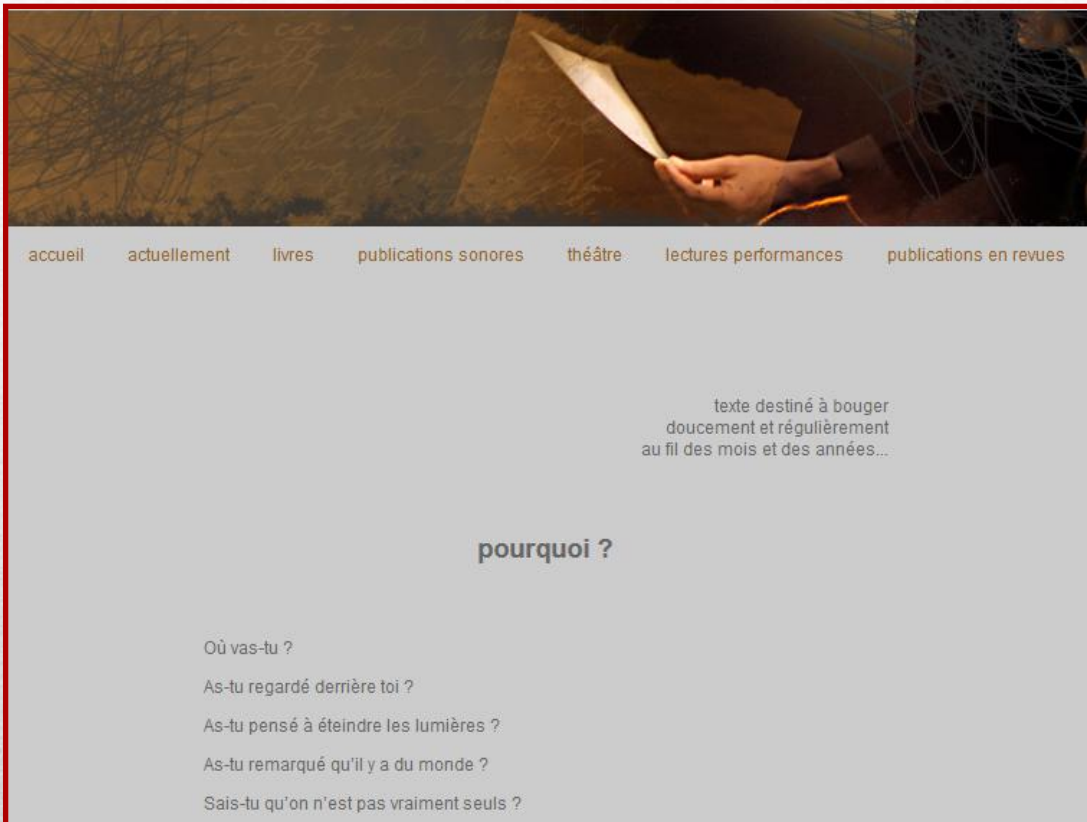 accueil actuellement livres publications sonores théâtre lectures performances publications en revues
texte destiné à bouger
doucement et régulièrement
au fil des mois et des années...
pourquoi ?
Où vas-tu ?
As-tu regardé derrière toi ?
As-tu pensé à éteindre les lumières ?
As-tu remarqué qu'il y a du monde ?
Sais-tu qu'on n'est pas vraiment seuls ?